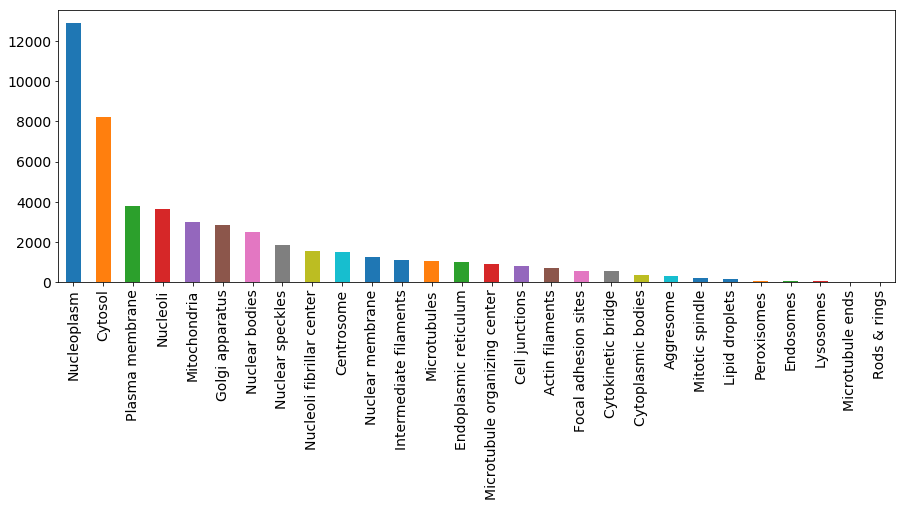 12000
10000
8000
6000
4000
2000
0
Nucleoplasm
Cytosol
Plasma membrane
Nucleoli
Mitochondria
Golgi apparatus
Nuclear bodies
Nuclear speckles
Nucleoli fibrillar center
Centrosome
Nuclear membrane
Intermediate filaments
Microtubules
Endoplasmic reticulum
Microtubule organizing center
Cell junctions
Actin filaments
Focal adhesion sites
Cytokinetic bridge
Cytoplasmic bodies
Aggresome
Mitotic spindle
Lipid droplets
Peroxisomes
Endosomes
Lysosomes
Microtubule ends
Rods & rings